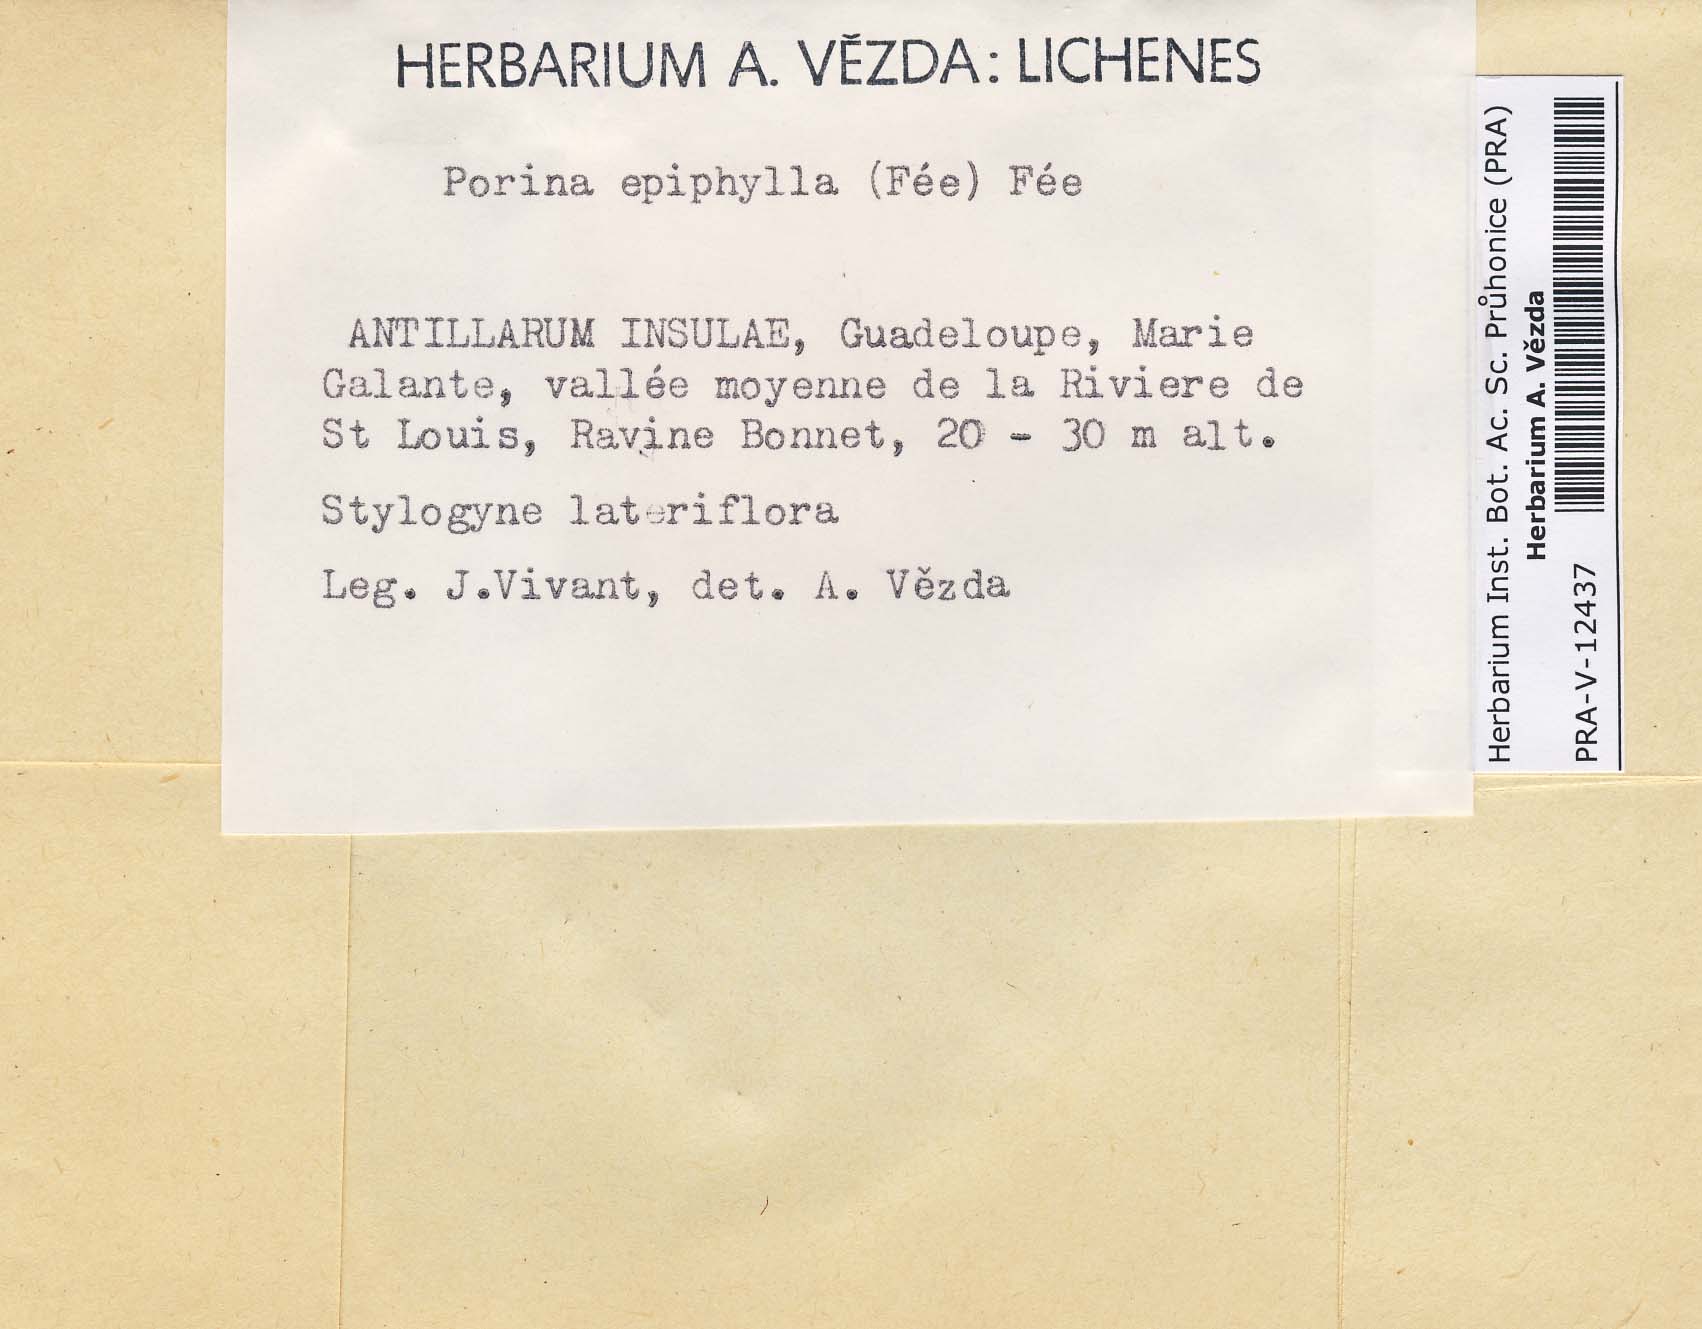 HERBARIUM A. VĚZDA: LICHENES
Porina epiphylla (Fée) Fée
ANTILLARUM INSULAE, Guadeloupe, Marie
Galante, vallée moyenne de la Riviere de
St Louis, Ravine Bonnet, 20 - 30 m alt.
Stylogyne lateriflora
Leg. J.Vivant, det. A. Vězda
Herbarium Inst. Bot. Ac. Sc. Průhonice (PRA)
Herbarium A. Vězda
PRA-V-12437